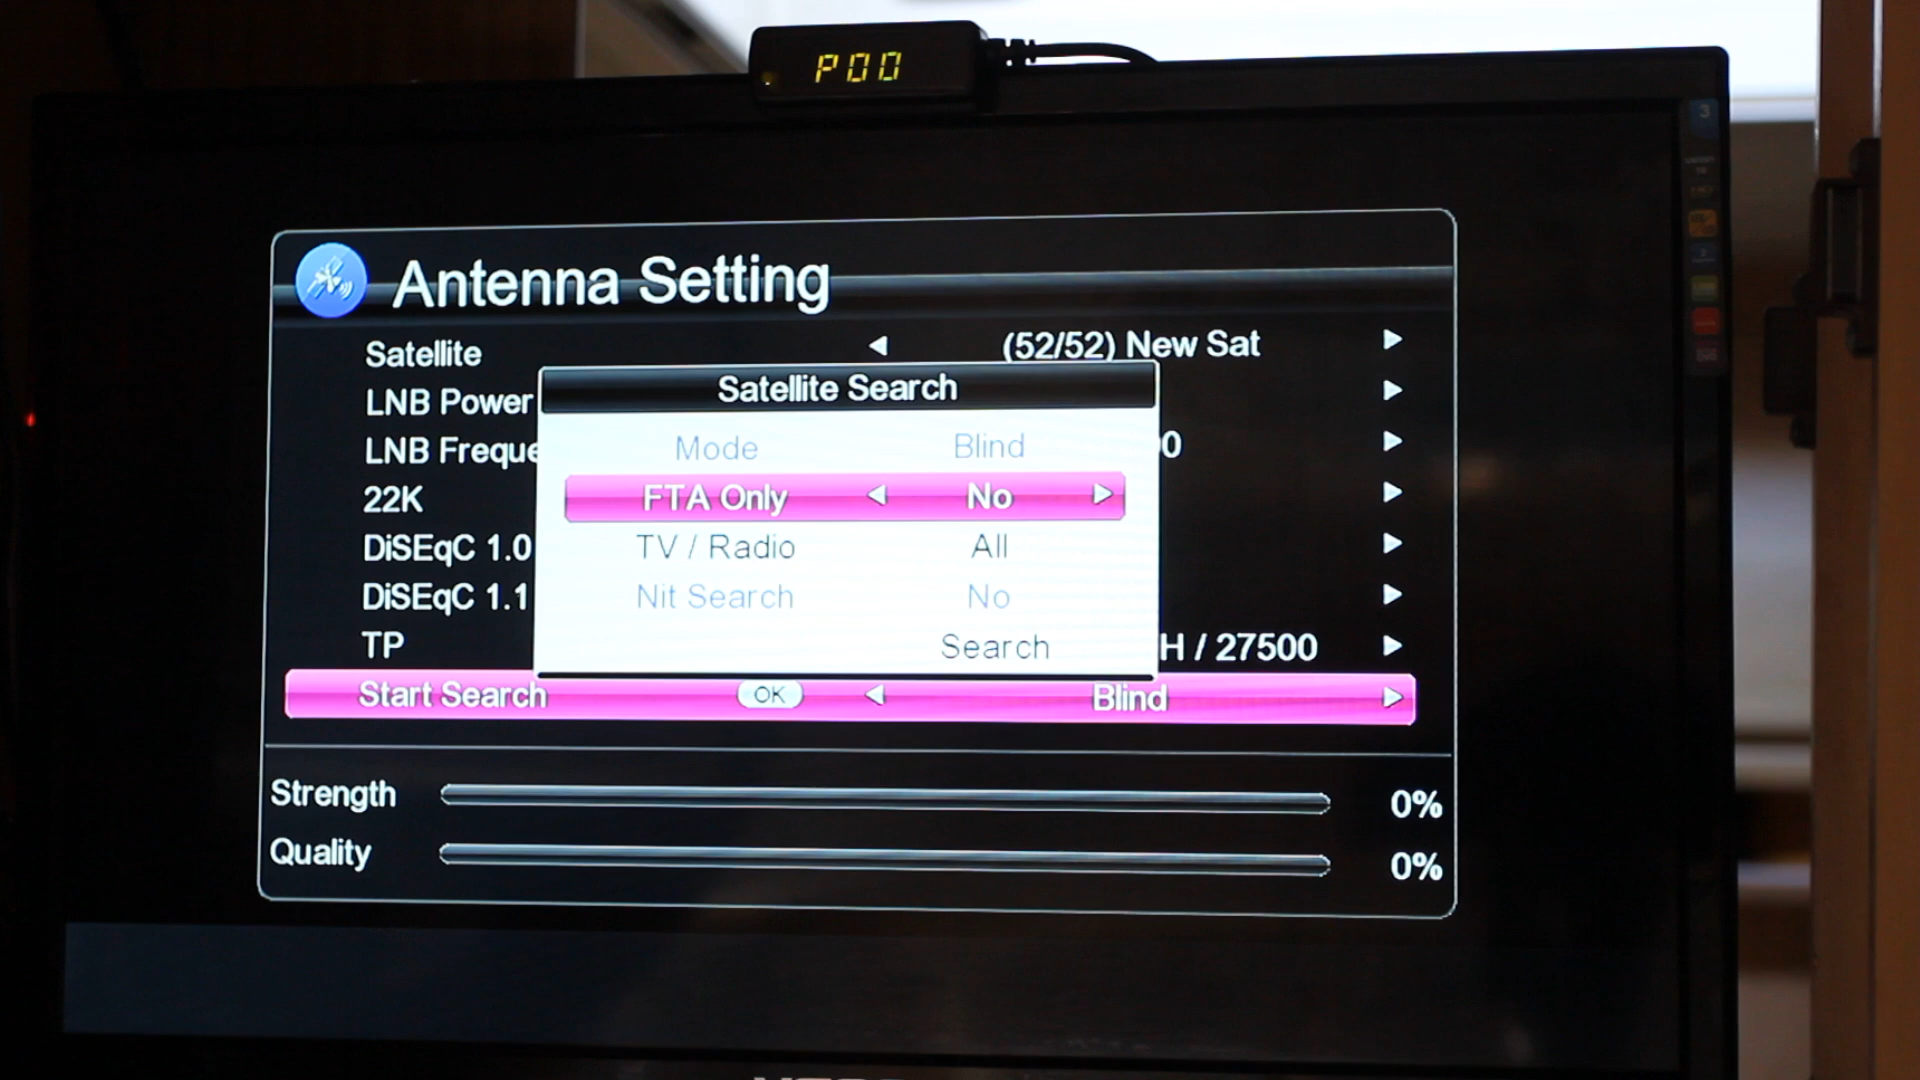 P00
Antenna Setting
Satellite (52/52) New Sat
LNB Power
LNB Freque 00
22K
DiSEqC 1.0
DiSEqC 1.1
TP H / 27500
Start Search OK Blind
Satellite Search
Mode Blind
FTA Only No
TV / Radio All
Nit Search No
Search
Strength 0%
Quality 0%